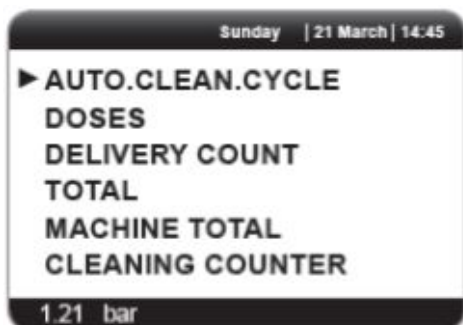 Sunday | 21 March | 14:45
AUTO.CLEAN.CYCLE
DOSES
DELIVERY COUNT
TOTAL
MACHINE TOTAL
CLEANING COUNTER
1.21 bar